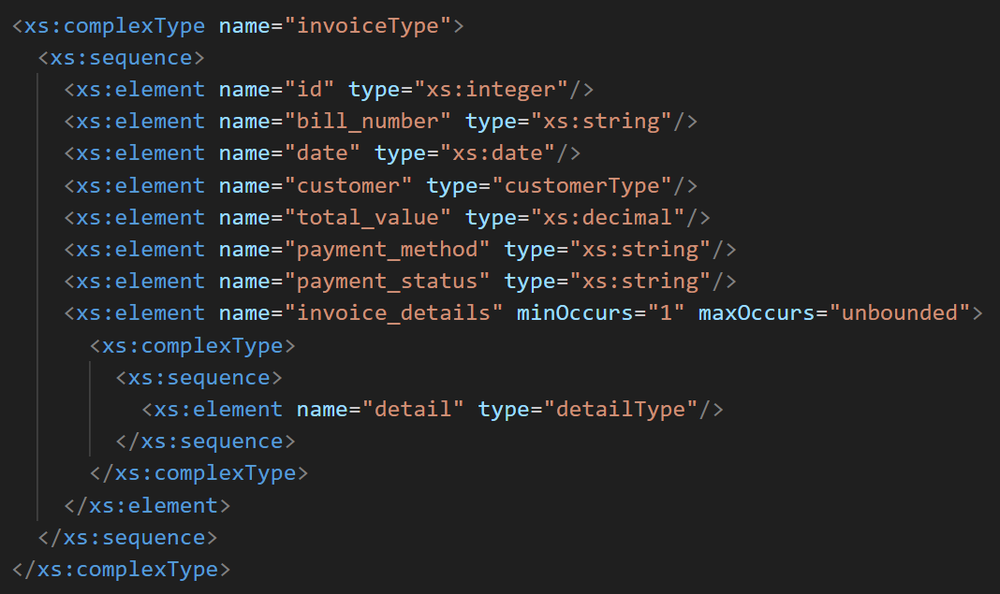 <xs:complexType name="invoiceType">
<xs:sequence>
<xs:element name="id" type="xs:integer"/>
<xs:element name="bill_number" type="xs:string"/>
<xs:element name="date" type="xs:date"/>
<xs:element name="customer" type="customerType"/>
<xs:element name="total_value" type="xs:decimal"/>
<xs:element name="payment_method" type="xs:string"/>
<xs:element name="payment_status" type="xs:string"/>
<xs:element name="invoice_details" minOccurs="1" maxOccurs="unbounded">
<xs:complexType>
<xs:sequence>
<xs:element name="detail" type="detailType"/>
</xs:sequence>
</xs:complexType>
</xs:element>
</xs:sequence>
</xs:complexType>